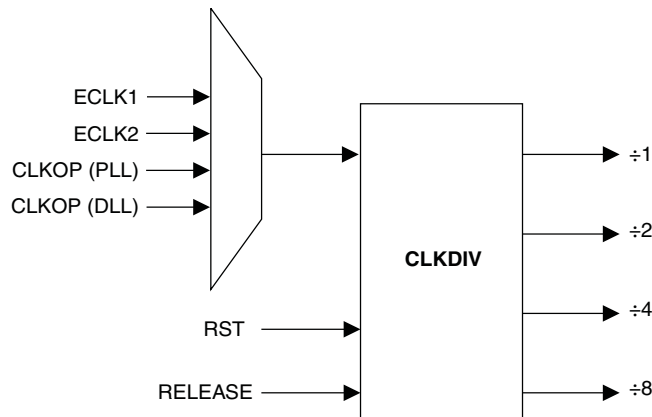 ECLK1
ECLK2
CLKOP (PLL)
CLKOP (DLL)
RST
RELEASE
CLKDIV
÷1
÷2
÷4
÷8